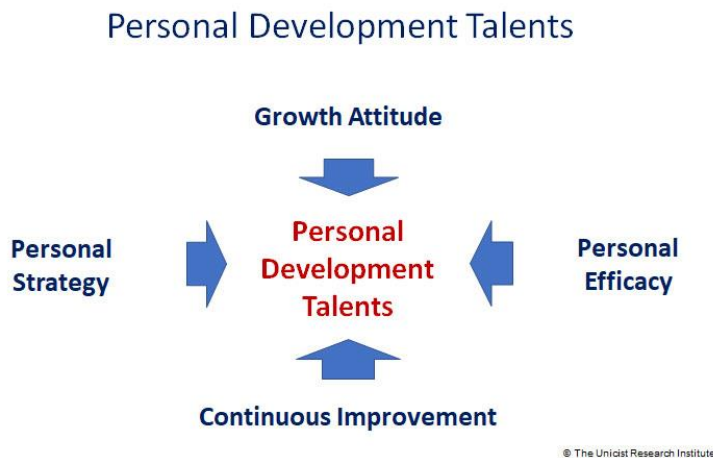 Personal Development Talents
Growth Attitude
Personal
Strategy
Personal
Development
Talents
Personal
Efficacy
Continuous Improvement
© The Unicist Research Institute